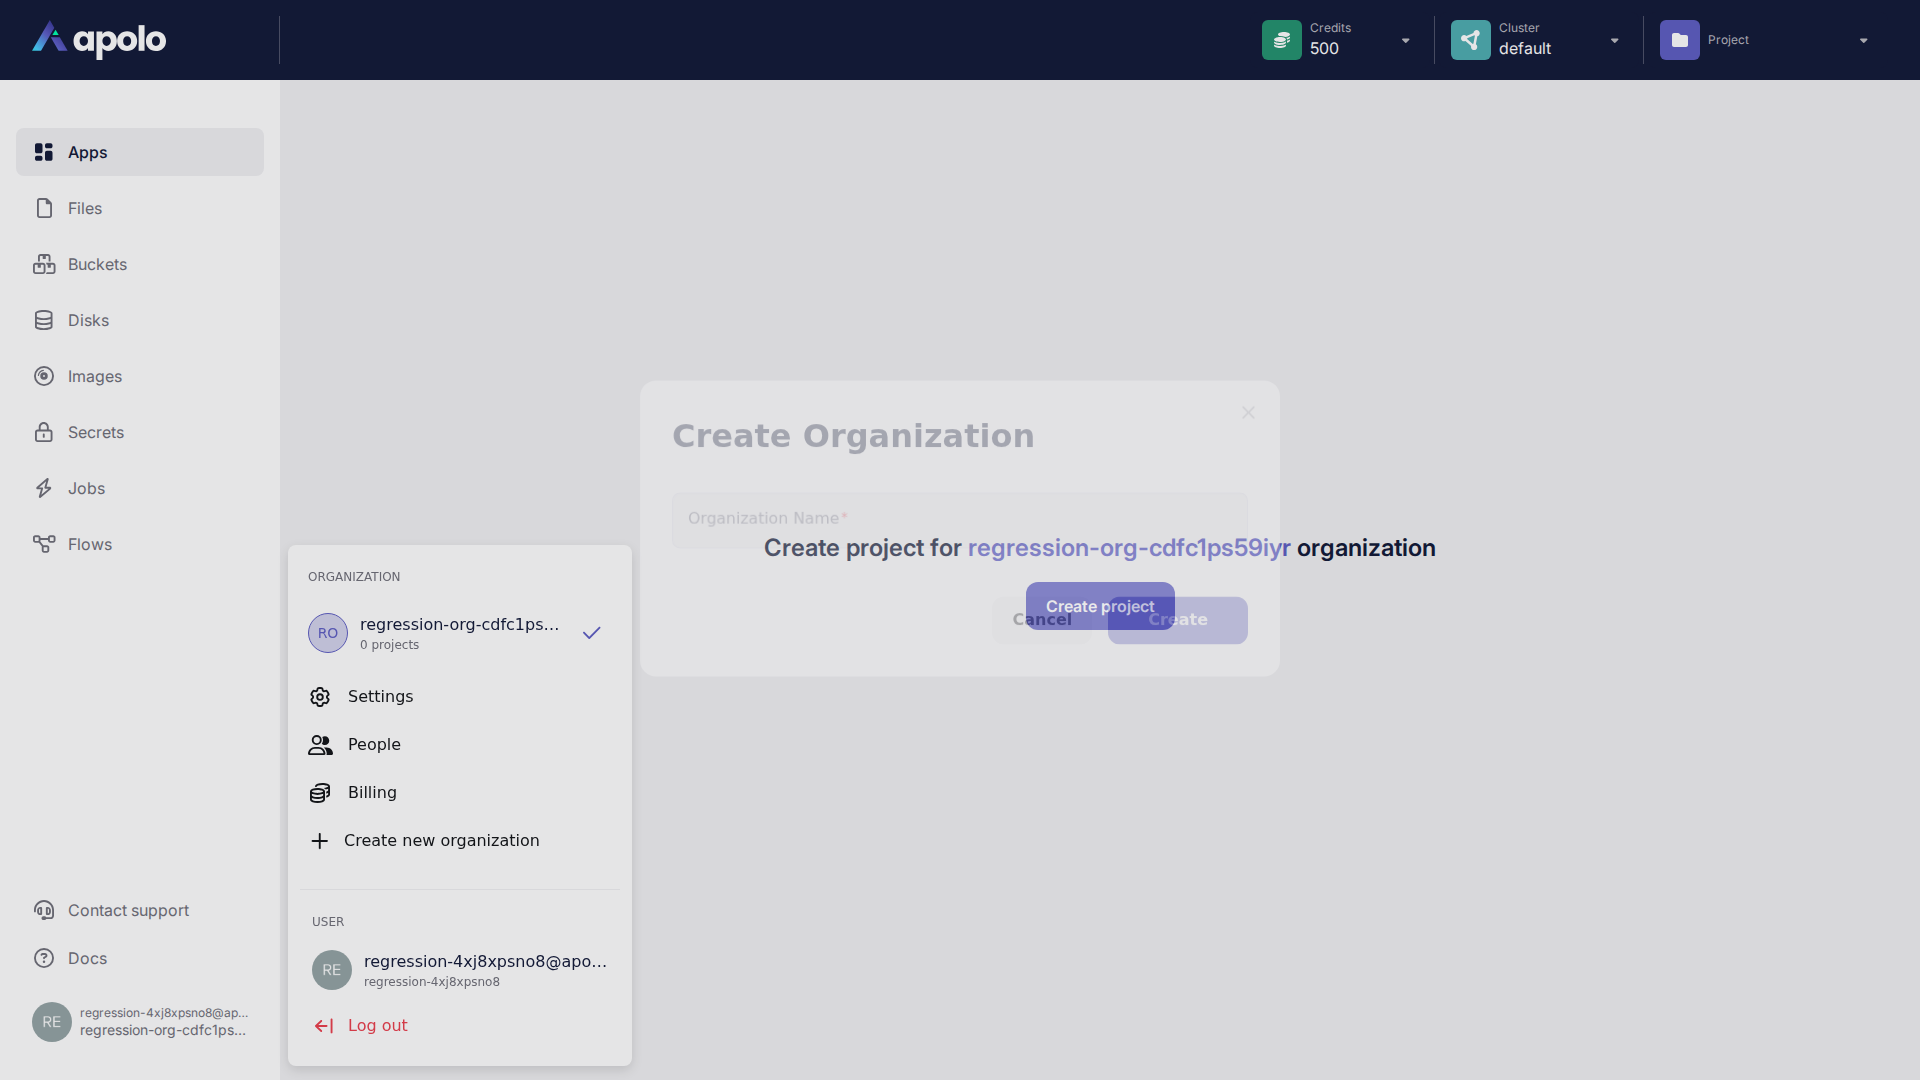 apolo
Credits
500
Cluster
default
Project
Apps
Files
Buckets
Disks
Images
Secrets
Jobs
Flows
Contact support
Docs
RE
regression-4xj8xpsno8@ap...
regression-org-cdfc1ps...
ORGANIZATION
RO
regression-org-cdfc1ps...
0 projects
Settings
People
Billing
Create new organization
USER
RE
regression-4xj8xpsno8@apo...
regression-4xj8xpsno8
Log out
Create Organization
Organization Name*
Create project for regression-org-cdfc1ps59iyr organization
Create project
Cancel
Create